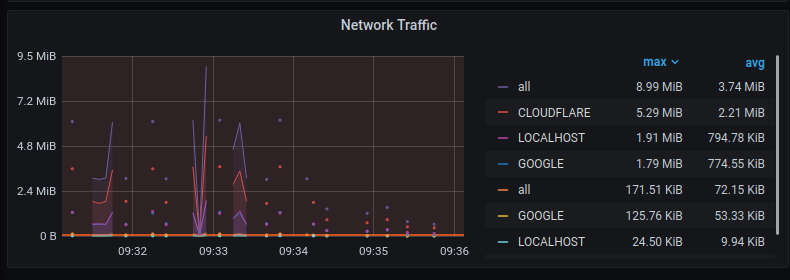 Network Traffic
9.5 MiB
7.2 MiB
4.8 MiB
2.4 MiB
0 B
09:32 09:33 09:34 09:35 09:36
max avg
all 8.99 MiB 3.74 MiB
CLOUDFLARE 5.29 MiB 2.21 MiB
LOCALHOST 1.91 MiB 794.78 KiB
GOOGLE 1.79 MiB 774.55 KiB
all 171.51 KiB 72.15 KiB
GOOGLE 125.76 KiB 53.33 KiB
LOCALHOST 24.50 KiB 9.94 KiB